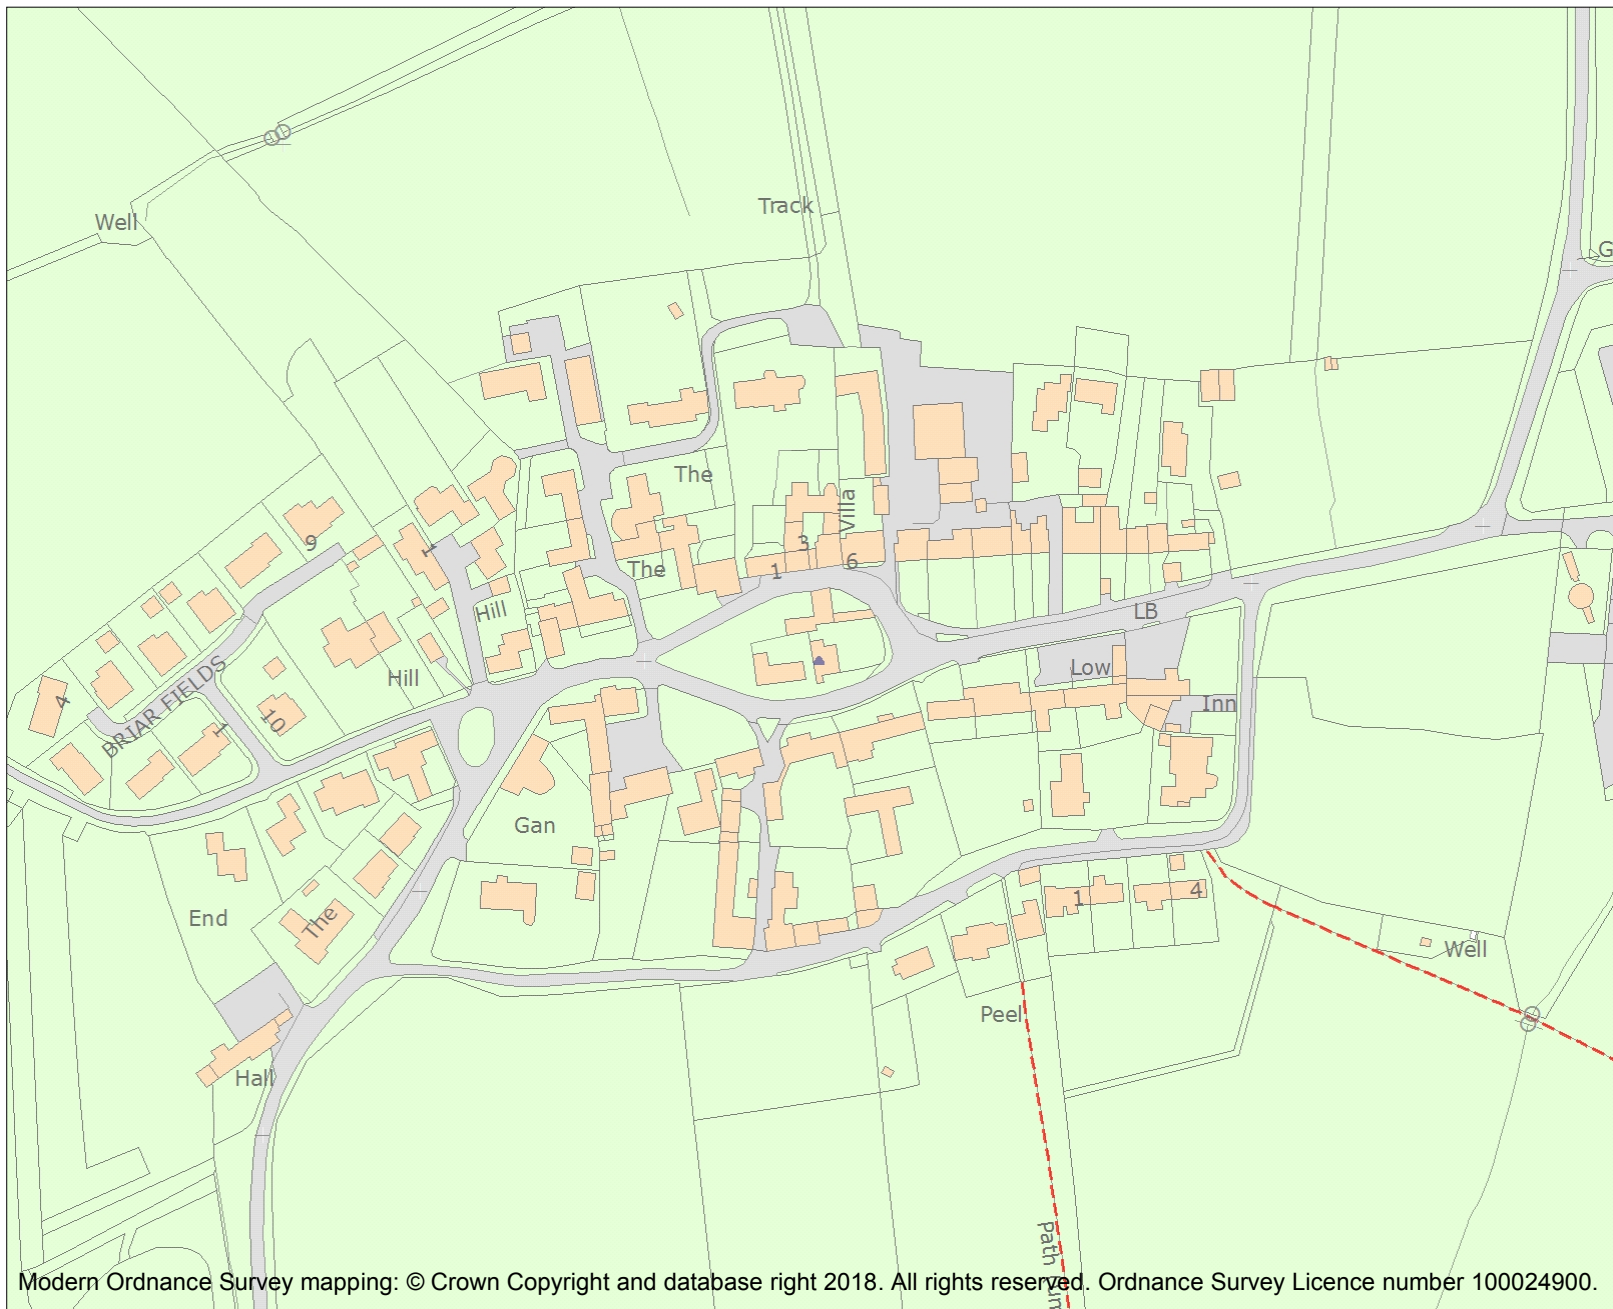 Well
Track
G
The
Villa
9
1
3
The
1
6
Hill
LB
Hill
Low
4
BRIAR FIELDS
10
1
Inn
Gan
End
The
1
4
Well
Peel
Hall
Path
Modern Ordnance Survey mapping: © Crown Copyright and database right 2018. All rights reserved. Ordnance Survey Licence number 100024900.